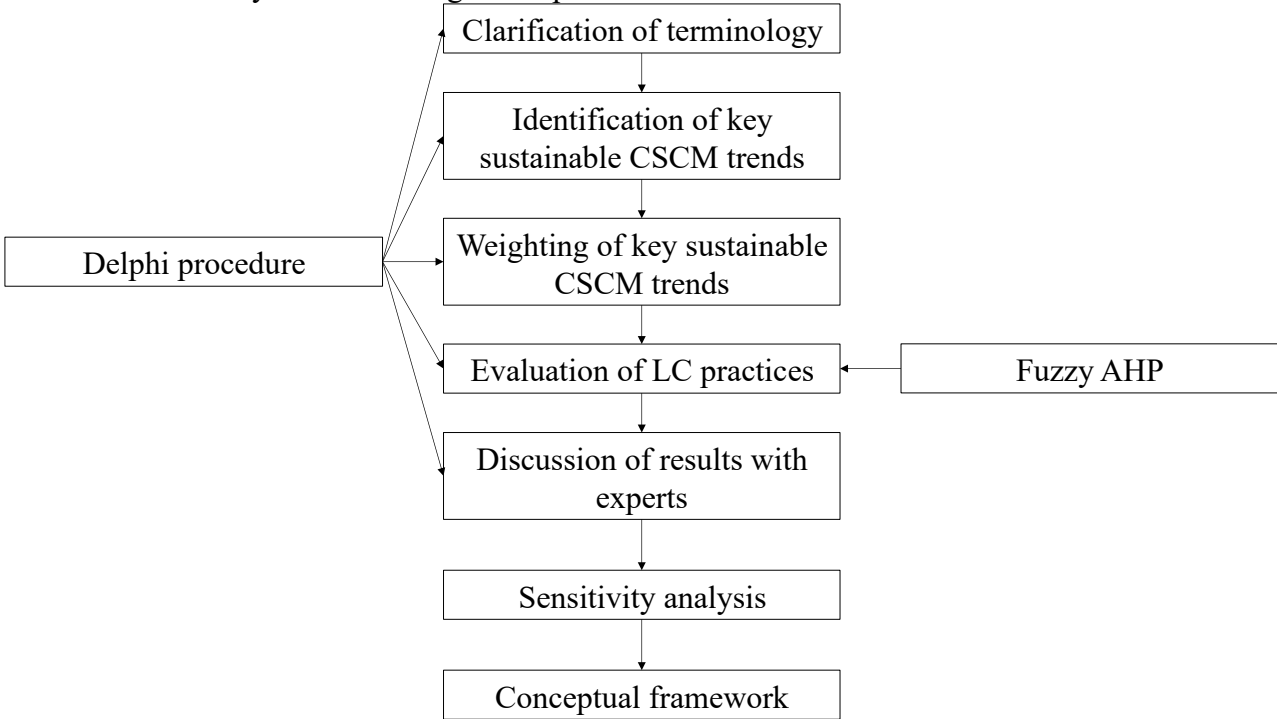 Clarification of terminology
Identification of key
sustainable CSCM trends
Weighting of key sustainable
CSCM trends
Delphi procedure
Evaluation of LC practices
Fuzzy AHP
Discussion of results with
experts
Sensitivity analysis
Conceptual framework